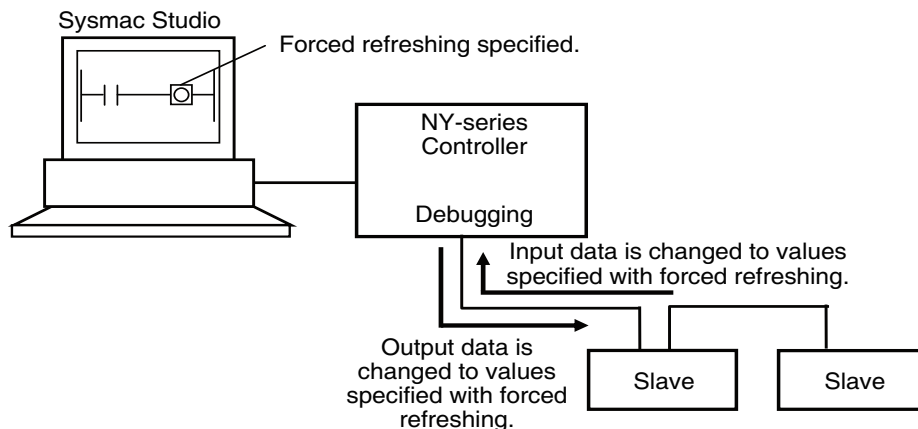 Sysmac Studio
Forced refreshing specified.
NY-series
Controller
Debugging
Input data is changed to values
specified with forced refreshing.
Output data is
changed to values
specified with forced
refreshing.
Slave
Slave